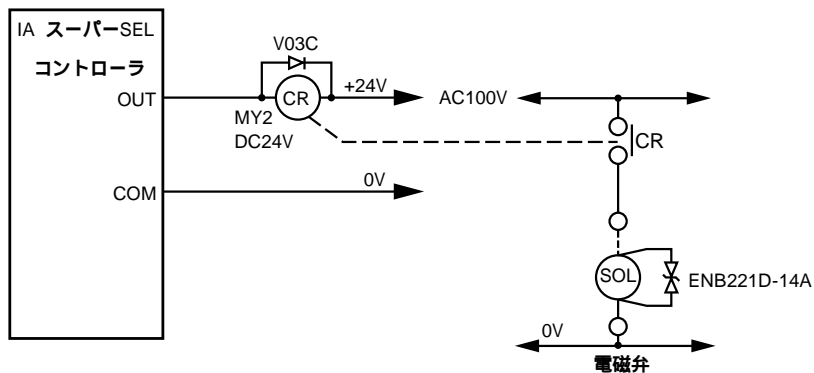 IA スーパーSEL
コントローラ
V03C
OUT
CR
+24V
AC100V
MY2
DC24V
CR
COM
0V
SOL
ENB221D-14A
0V
電磁弁